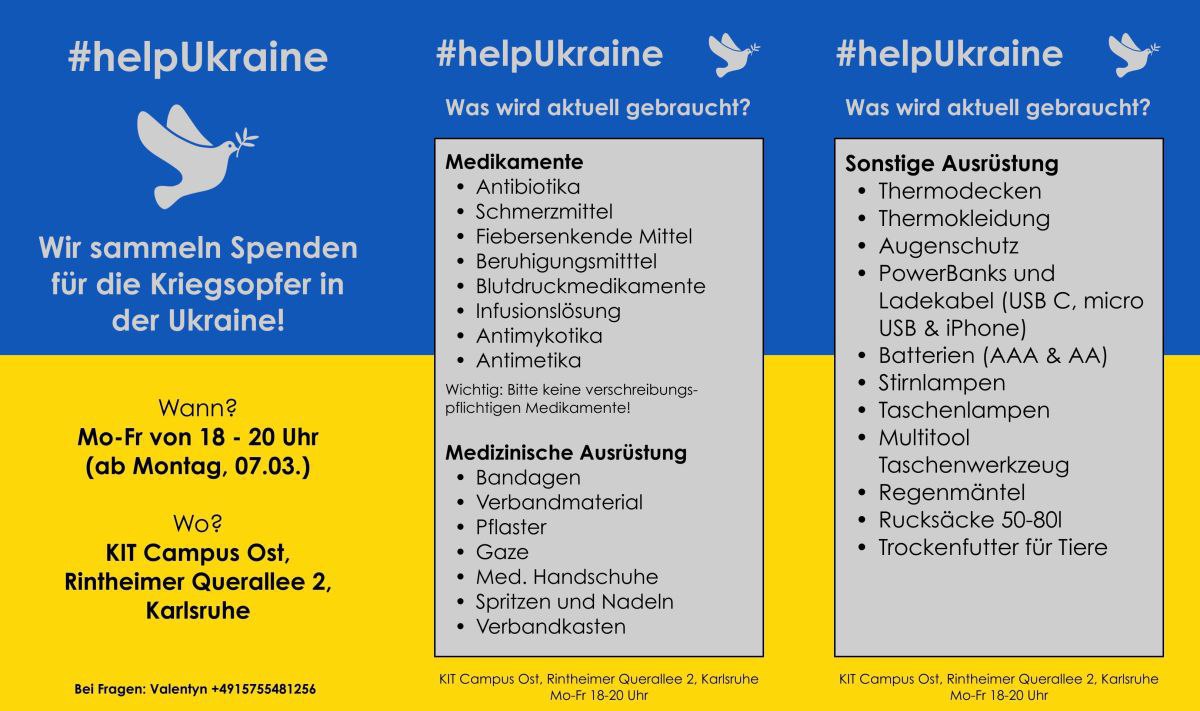 #helpUkraine
Wir sammeln Spenden
für die Kriegsopfer in
der Ukraine!
Wann?
Mo-Fr von 18 - 20 Uhr
(ab Montag, 07.03.)
Wo?
KIT Campus Ost,
Rintheimer Querallee 2,
Karlsruhe
Bei Fragen: Valentyn +4915755481256
#helpUkraine
Was wird aktuell gebraucht?
Medikamente
• Antibiotika
• Schmerzmittel
• Fiebersenkende Mittel
• Beruhigungsmitttel
• Blutdruckmedikamente
• Infusionslösung
• Antimykotika
• Antimetika
Wichtig: Bitte keine verschreibungs-
pflichtigen Medikamente!
Medizinische Ausrüstung
• Bandagen
• Verbandmaterial
• Pflaster
• Gaze
• Med. Handschuhe
• Spritzen und Nadeln
• Verbandkasten
KIT Campus Ost, Rintheimer Querallee 2, Karlsruhe
Mo-Fr 18-20 Uhr
#helpUkraine
Was wird aktuell gebraucht?
Sonstige Ausrüstung
• Thermodecken
• Thermokleidung
• Augenschutz
• PowerBanks und
Ladekabel (USB C, micro
USB & iPhone)
• Batterien (AAA & AA)
• Stirnlampen
• Taschenlampen
• Multitool
Taschenwerkzeug
• Regenmäntel
• Rucksäcke 50-80l
• Trockenfutter für Tiere
KIT Campus Ost, Rintheimer Querallee 2, Karlsruhe
Mo-Fr 18-20 Uhr